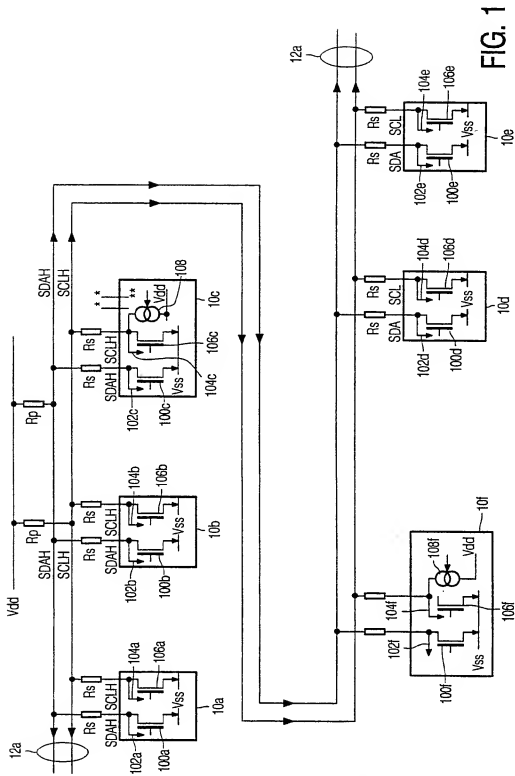 Vdd
Rp
Rp
SDAH
SCLH
SDAH
SCLH
12a
Rs
Rs
SDAH
SCLH
102a
104a
100a
106a
Vss
10a
Rs
Rs
SDAH
SCLH
102b
104b
100b
106b
Vss
10b
Rs
Rs
SDAH
SCLH
* *
**
102c
104c
100c
106c
108
Vdd
Vss
10c
12a
102f
104f
100f
106f
108f
Vdd
Vss
10f
Rs
Rs
SDA
SCL
102d
104d
100d
106d
Vss
10d
Rs
Rs
SDA
SCL
102e
104e
100e
106e
Vss
10e
FIG. 1